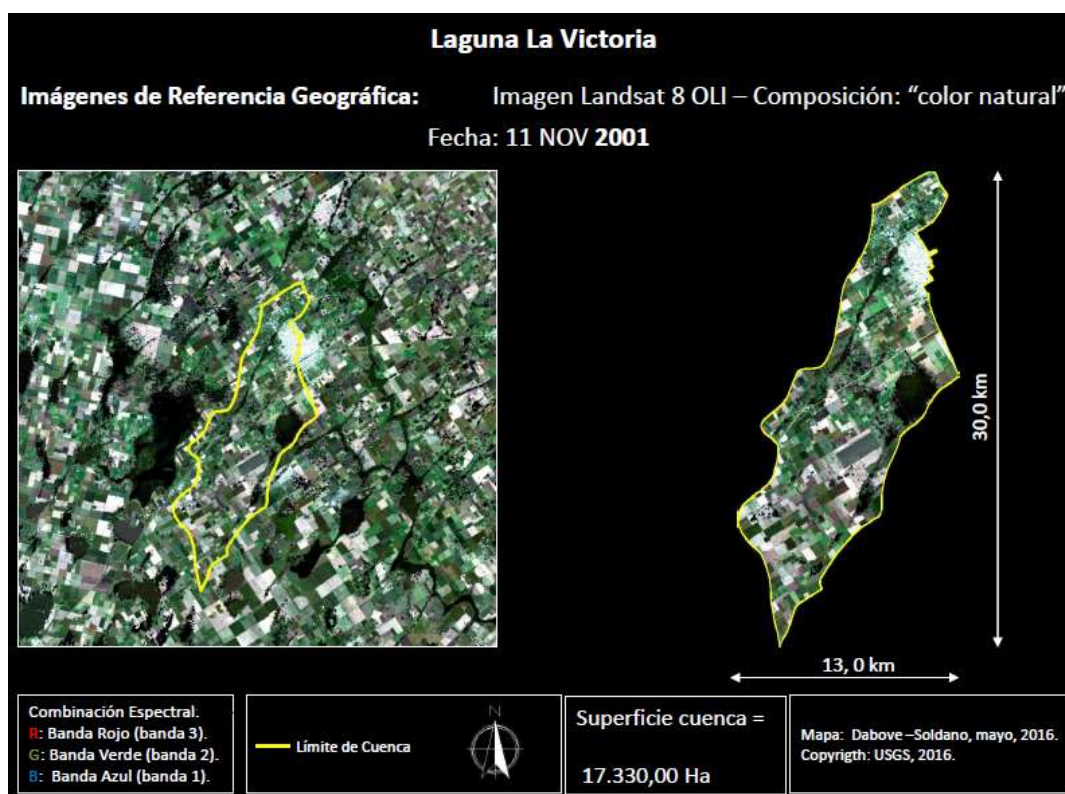 Laguna La Victoria
Imágenes de Referencia Geográfica: Imagen Landsat 8 OLI – Composición: “color natural”
Fecha: 11 NOV 2001
30,0 km
13, 0 km
Combinación Espectral.
R: Banda Rojo (banda 3).
G: Banda Verde (banda 2).
B: Banda Azul (banda 1).
Límite de Cuenca
N
Superficie cuenca =
17.330,00 Ha
Mapa: Dabove –Soldano, mayo, 2016.
Copyrigth: USGS, 2016.